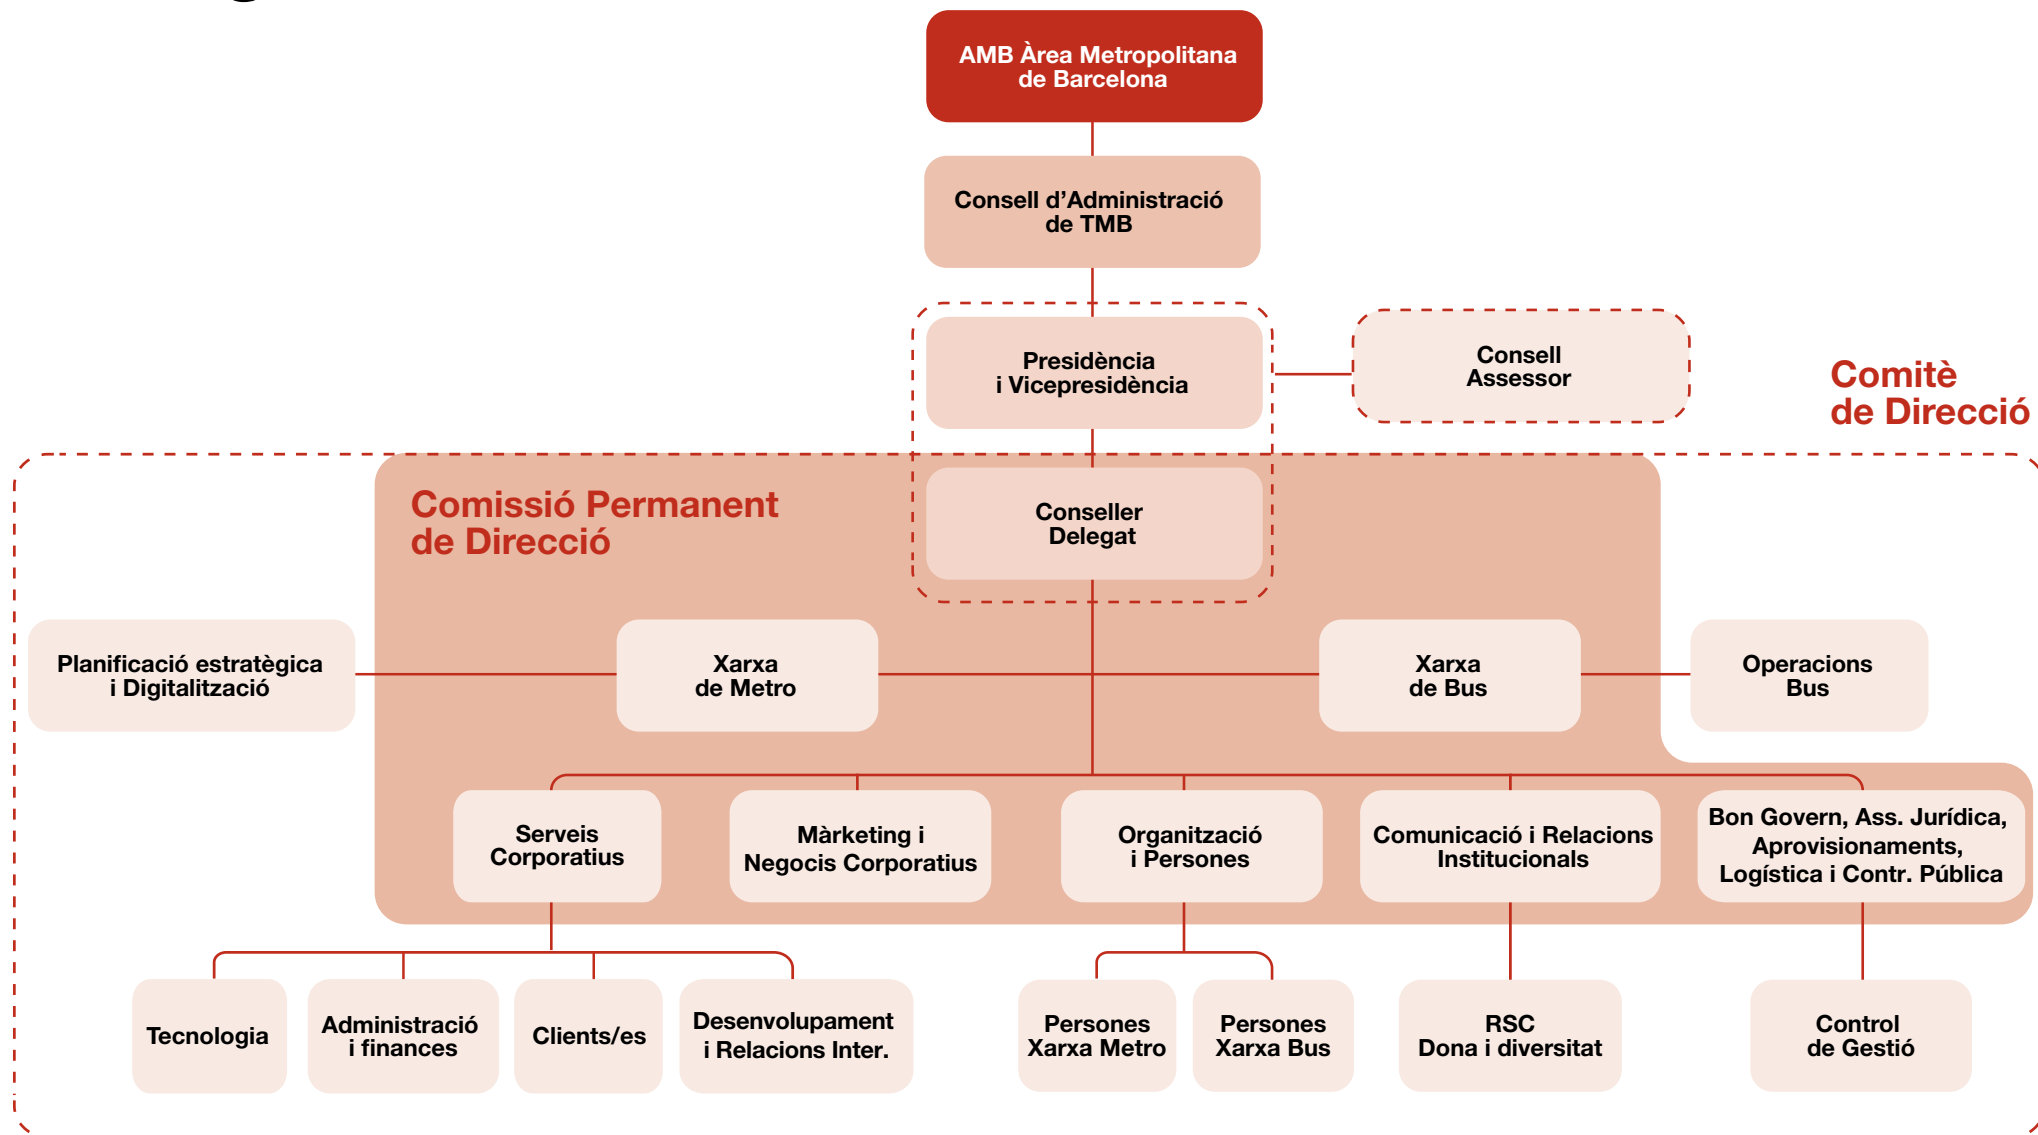 AMB Àrea Metropolitana
de Barcelona
Consell d’Administració
de TMB
Presidència
i Vicepresidència
Consell
Assessor
Comitè
de Direcció
Comissió Permanent
de Direcció
Conseller
Delegat
Planificació estratègica
i Digitalització
Xarxa
de Metro
Xarxa
de Bus
Operacions
Bus
Serveis
Corporatius
Màrketing i
Negocis Corporatius
Organització
i Persones
Comunicació i Relacions
Institucionals
Bon Govern, Ass. Jurídica,
Aprovisionaments,
Logística i Contr. Pública
Tecnologia
Administració
i finances
Clients/es
Desenvolupament
i Relacions Inter.
Persones
Xarxa Metro
Persones
Xarxa Bus
RSC
Dona i diversitat
Control
de Gestió